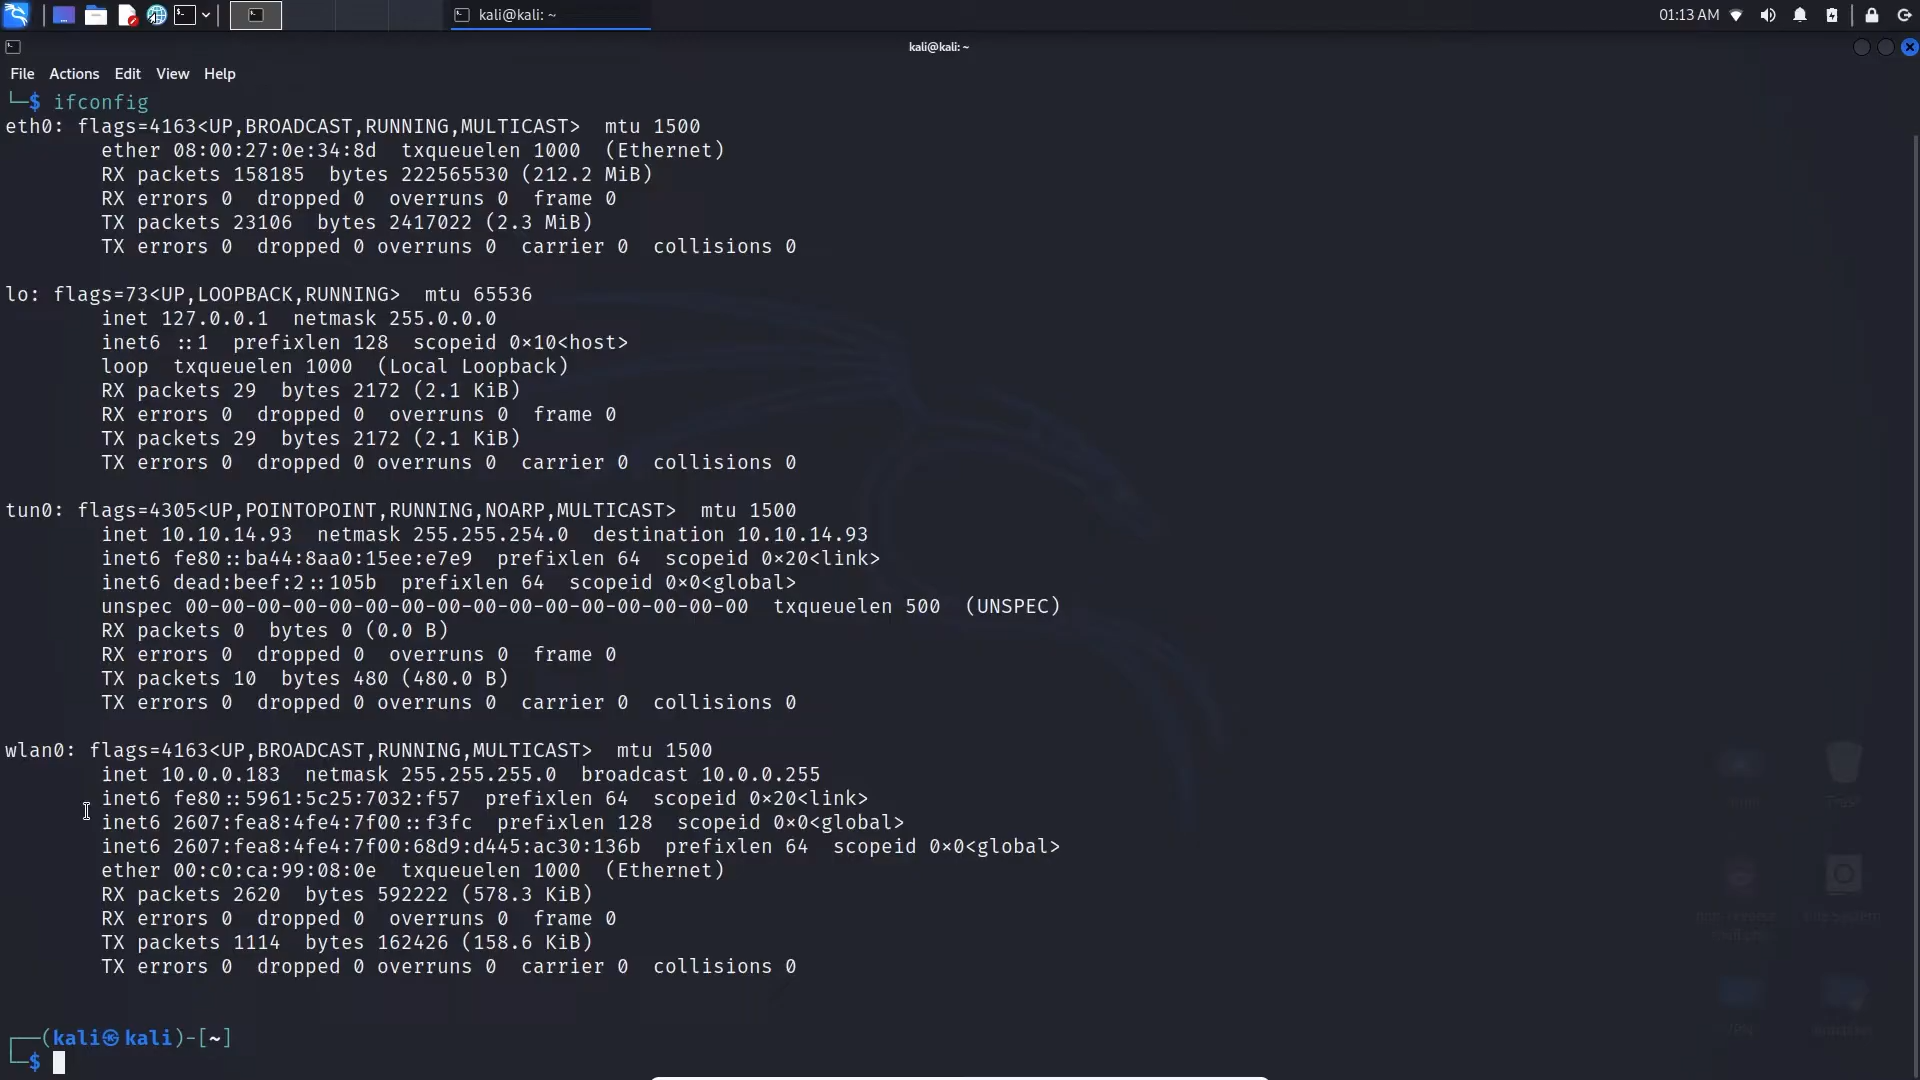 kali@kali: ~
01:13 AM
kali@kali: ~
File Actions Edit View Help
└─$ ifconfig
eth0: flags=4163<UP,BROADCAST,RUNNING,MULTICAST>  mtu 1500
        ether 08:00:27:0e:34:8d  txqueuelen 1000  (Ethernet)
        RX packets 158185  bytes 222565530 (212.2 MiB)
        RX errors 0  dropped 0  overruns 0  frame 0
        TX packets 23106  bytes 2417022 (2.3 MiB)
        TX errors 0  dropped 0 overruns 0  carrier 0  collisions 0
lo: flags=73<UP,LOOPBACK,RUNNING>  mtu 65536
        inet 127.0.0.1  netmask 255.0.0.0
        inet6 ::1  prefixlen 128  scopeid 0×10<host>
        loop  txqueuelen 1000  (Local Loopback)
        RX packets 29  bytes 2172 (2.1 KiB)
        RX errors 0  dropped 0  overruns 0  frame 0
        TX packets 29  bytes 2172 (2.1 KiB)
        TX errors 0  dropped 0 overruns 0  carrier 0  collisions 0
tun0: flags=4305<UP,POINTOPOINT,RUNNING,NOARP,MULTICAST>  mtu 1500
        inet 10.10.14.93  netmask 255.255.254.0  destination 10.10.14.93
        inet6 fe80::ba44:8aa0:15ee:e7e9  prefixlen 64  scopeid 0×20<link>
        inet6 dead:beef:2::105b  prefixlen 64  scopeid 0×0<global>
        unspec 00-00-00-00-00-00-00-00-00-00-00-00-00-00-00-00  txqueuelen 500  (UNSPEC)
        RX packets 0  bytes 0 (0.0 B)
        RX errors 0  dropped 0  overruns 0  frame 0
        TX packets 10  bytes 480 (480.0 B)
        TX errors 0  dropped 0 overruns 0  carrier 0  collisions 0
wlan0: flags=4163<UP,BROADCAST,RUNNING,MULTICAST>  mtu 1500
        inet 10.0.0.183  netmask 255.255.255.0  broadcast 10.0.0.255
        inet6 fe80::5961:5c25:7032:f57  prefixlen 64  scopeid 0×20<link>
        inet6 2607:fea8:4fe4:7f00::f3fc  prefixlen 128  scopeid 0×0<global>
        inet6 2607:fea8:4fe4:7f00:68d9:d445:ac30:136b  prefixlen 64  scopeid 0×0<global>
        ether 00:c0:ca:99:08:0e  txqueuelen 1000  (Ethernet)
        RX packets 2620  bytes 592222 (578.3 KiB)
        RX errors 0  dropped 0  overruns 0  frame 0
        TX packets 1114  bytes 162426 (158.6 KiB)
        TX errors 0  dropped 0 overruns 0  carrier 0  collisions 0
┌──(kali㉿kali)-[~]
└─$